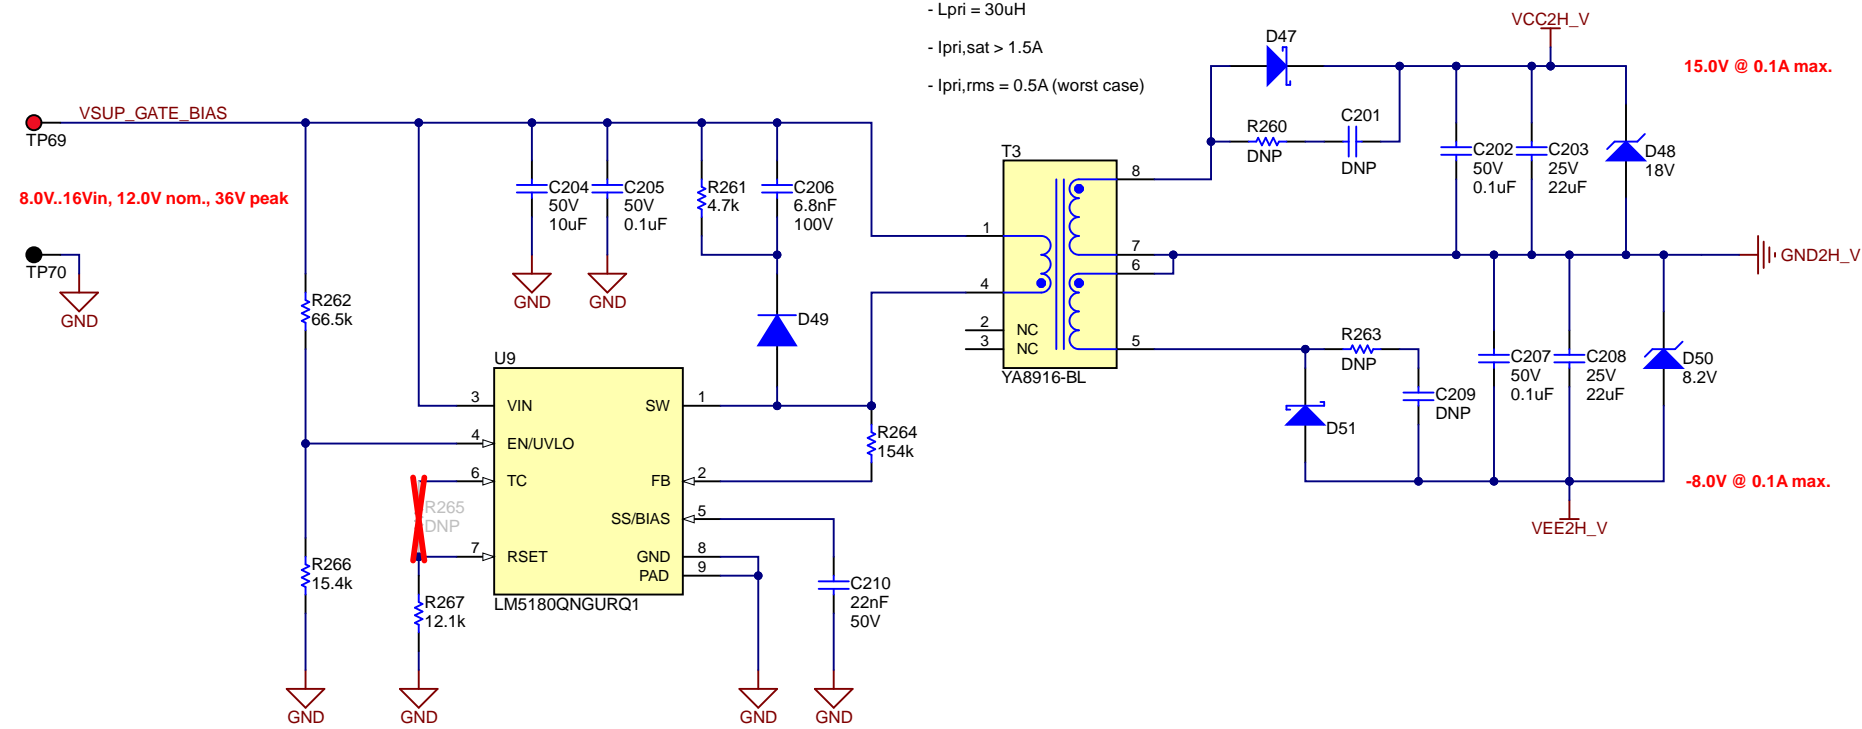 - Lpri = 30uH
- Ipri,sat > 1.5A
- Ipri,rms = 0.5A (worst case)
VCC2H_V
15.0V @ 0.1A max.
D47
R260
DNP
C201
DNP
C202
50V
0.1uF
C203
25V
22uF
D48
18V
VSUP_GATE_BIAS
TP69
8.0V..16Vin, 12.0V nom., 36V peak
TP70
GND
C204
50V
10uF
GND
C205
50V
0.1uF
GND
R261
4.7k
C206
6.8nF
100V
D49
T3
1
4
2 NC
3 NC
8
7
6
5
YA8916-BL
GND2H_V
R262
66.5k
R263
DNP
C209
DNP
D51
C207
50V
0.1uF
C208
25V
22uF
D50
8.2V
-8.0V @ 0.1A max.
VEE2H_V
U9
3 VIN
4 EN/UVLO
6 TC
7 RSET
SW 1
FB 2
SS/BIAS 5
GND 8
PAD 9
LM5180QNGURQ1
R264
154k
R265
DNP
R266
15.4k
R267
12.1k
C210
22nF
50V
GND
GND
GND
GND